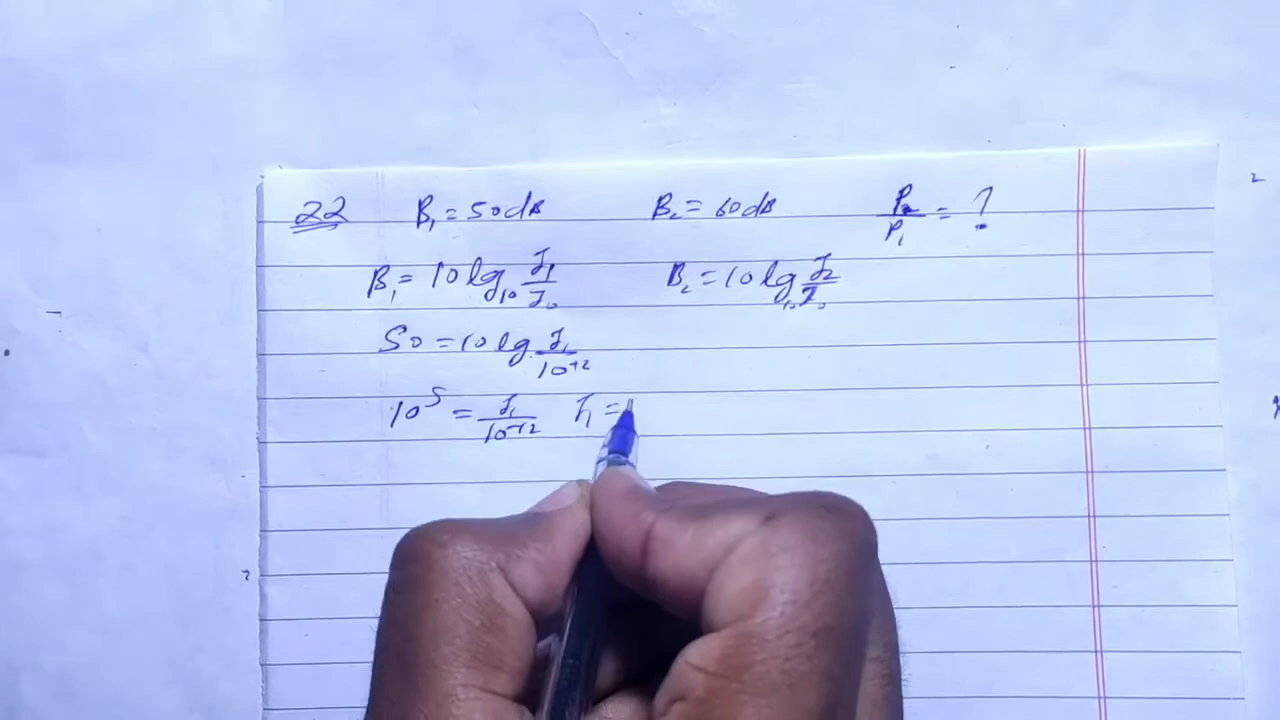 22 B₁ = 50dB B₂ = 60dB P₂/P₁ = ?
B₁ = 10 lg₁₀ I₁/I₀ B₂ = 10 lg₁₀ I₂/I₀
50 = 10 lg I₁/10⁻¹²
10⁵ = I₁/10⁻¹² I₁ =